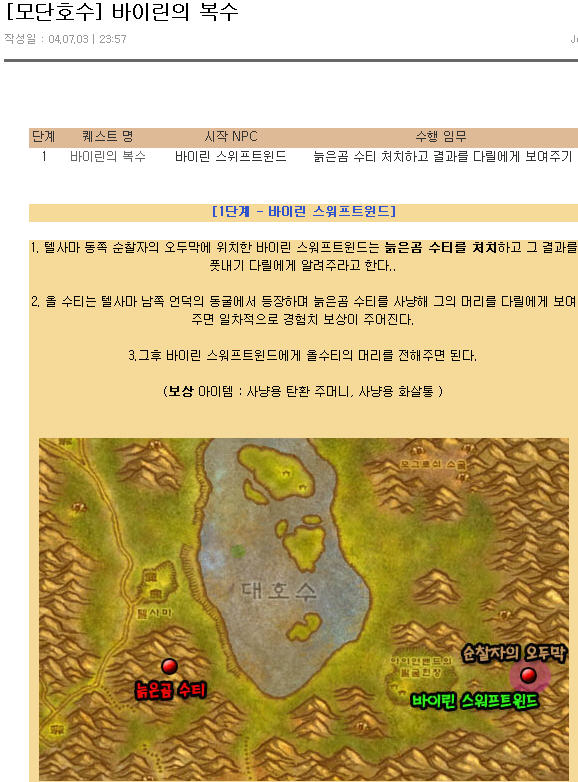 [모단호수] 바이린의 복수
작성일 : 04.07.03 | 23:57
단계 퀘스트 명 시작 NPC 수행 임무
1 바이린의 복수 바이린 스위프트윈드 늙은곰 수티 처치하고 결과를 다릴에게 보여주기
[1단계 - 바이린 스워프트윈드]
1. 텔사마 동쪽 순찰자의 오두막에 위치한 바이린 스워프트윈드는 늙은곰 수티를 처치하고 그 결과를
풋내기 다릴에게 알려주라고 한다..
2. 올 수티는 텔사마 남쪽 언덕의 동굴에서 등장하며 늙은곰 수티를 사냥해 그의 머리를 다릴에게 보여
주면 일차적으로 경험치 보상이 주어진다.
3.그후 바이린 스워프트윈드에게 올수티의 머리를 전해주면 된다.
(보상 아이템 : 사냥용 탄환 주머니, 사냥용 화살통 )
모그로쉬 소굴
대호수
텔사마
순찰자의 오두막
늙은곰 수티
바이린 스워프트윈드